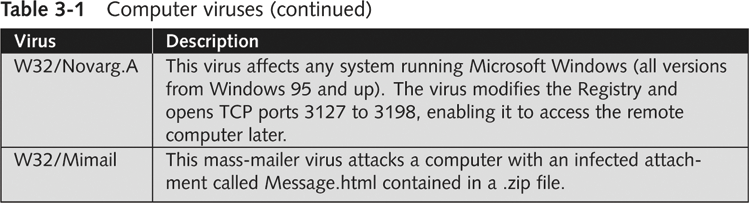 Table 3-1 Computer viruses (continued)
Virus Description
W32/Novarg.A This virus affects any system running Microsoft Windows (all versions
from Windows 95 and up). The virus modifies the Registry and
opens TCP ports 3127 to 3198, enabling it to access the remote
computer later.
W32/Mimail This mass-mailer virus attacks a computer with an infected attach-
ment called Message.html contained in a .zip file.